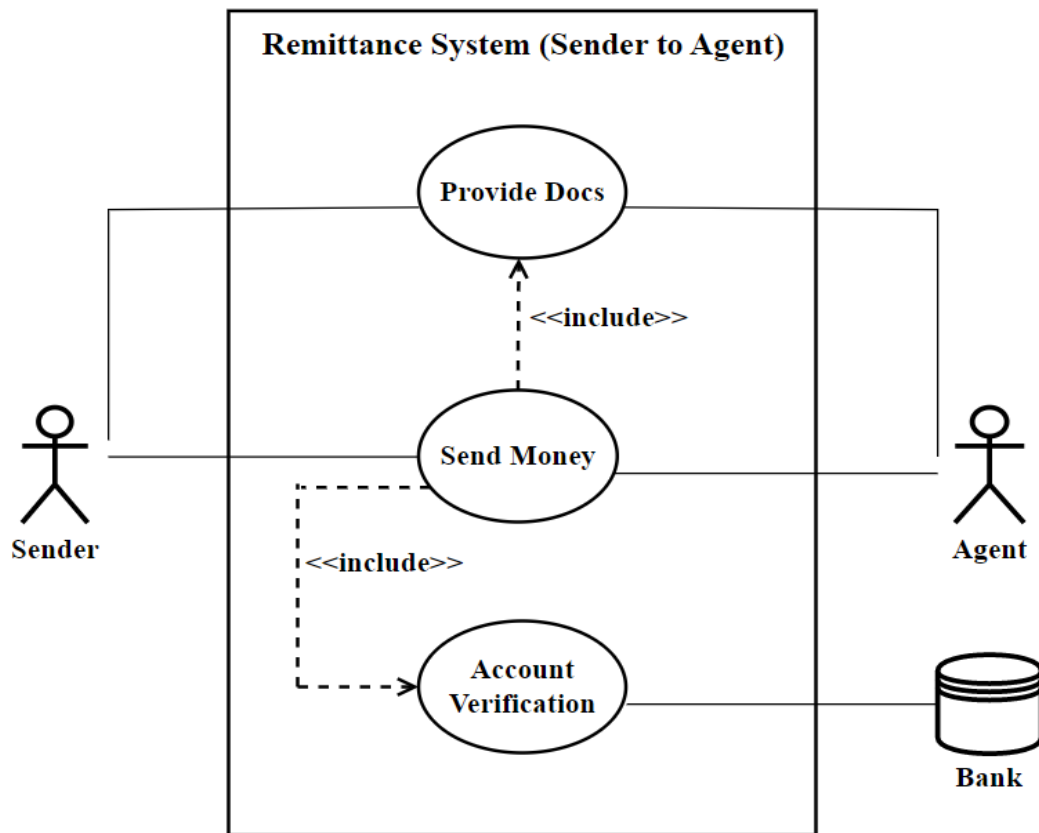 Remittance System (Sender to Agent)
Provide Docs
<<include>>
Send Money
Sender
Agent
<<include>>
Account
Verification
Bank